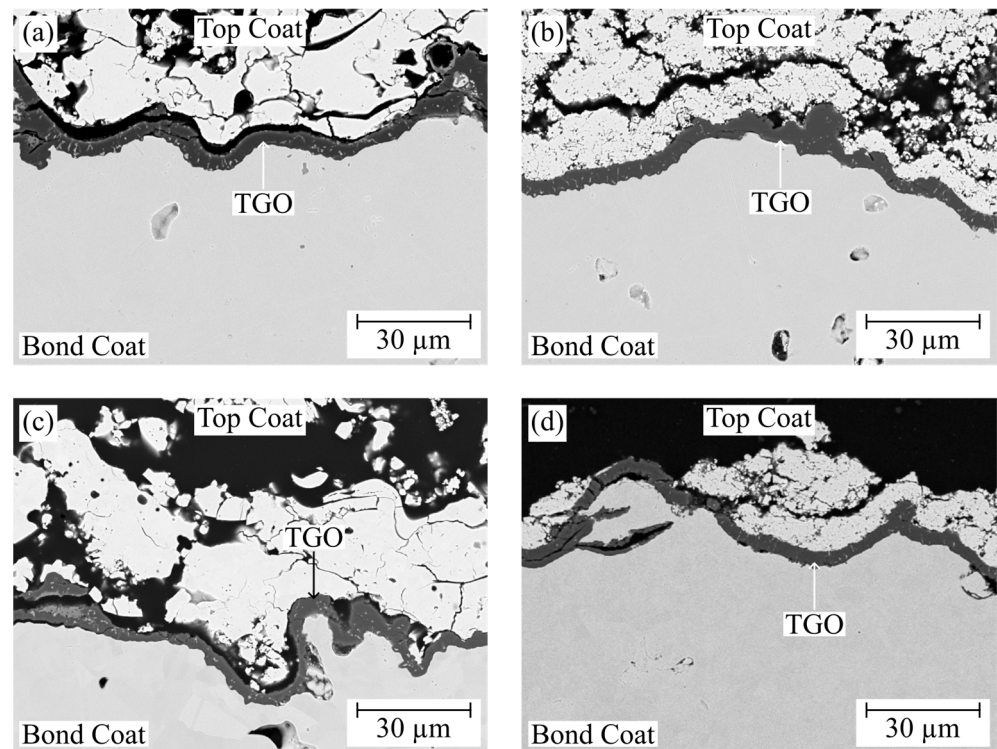 (a)
Top Coat
TGO
Bond Coat
30 µm
(b)
Top Coat
TGO
Bond Coat
30 µm
(c)
Top Coat
TGO
Bond Coat
30 µm
(d)
Top Coat
TGO
Bond Coat
30 µm